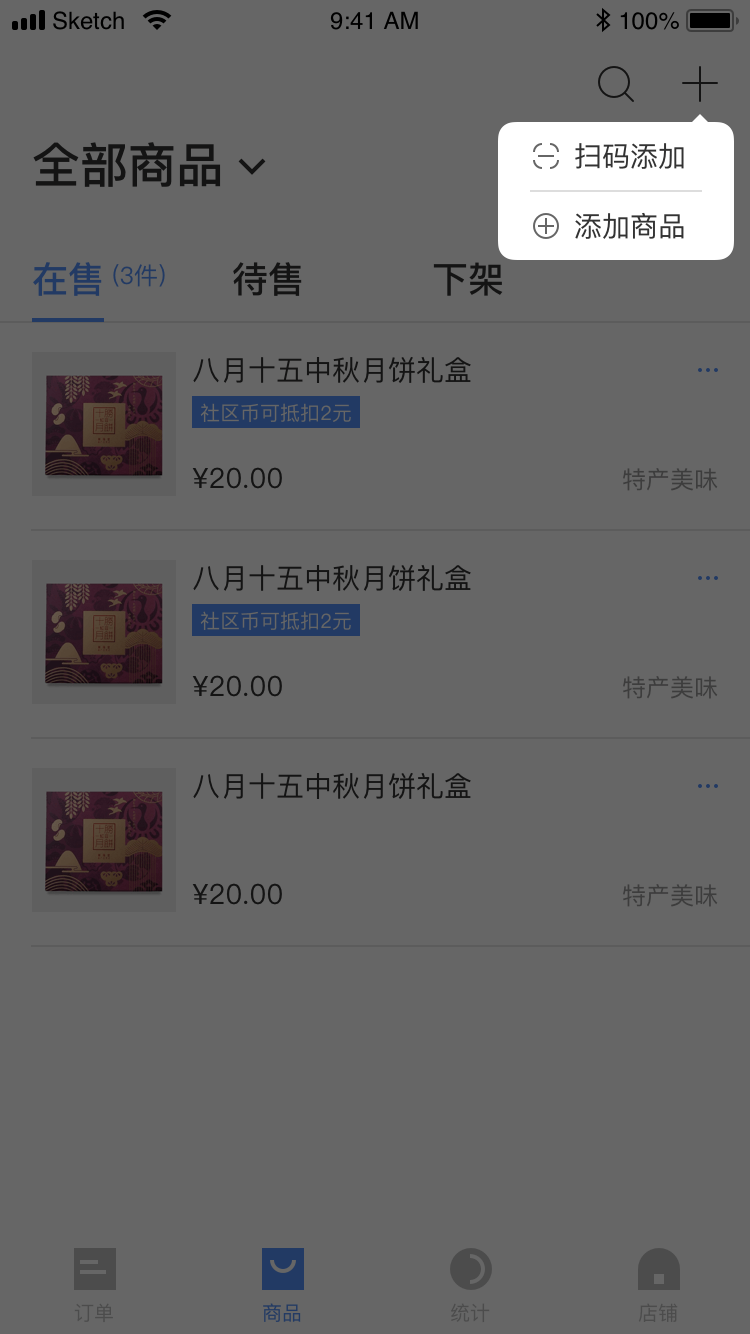 Sketch 9:41 AM 100%
扫码添加
添加商品
全部商品
在售 (3件) 待售 下架
八月十五中秋月饼礼盒
社区币可抵扣2元
¥20.00 特产美味
八月十五中秋月饼礼盒
社区币可抵扣2元
¥20.00 特产美味
八月十五中秋月饼礼盒
¥20.00 特产美味
订单 商品 统计 店铺